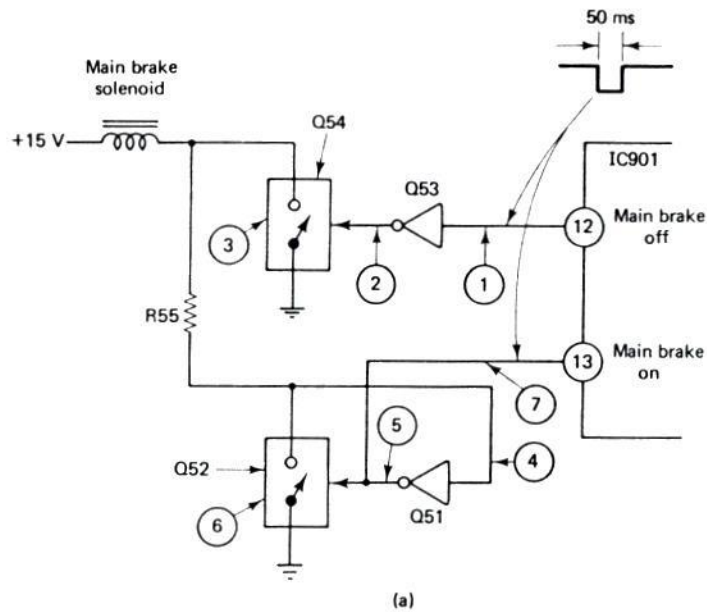 50 ms
Main brake
solenoid
+15 V
Q54
IC901
Q53
12
Main brake
off
3
2
1
R55
13
Main brake
on
7
5
4
Q52
6
Q51
(a)